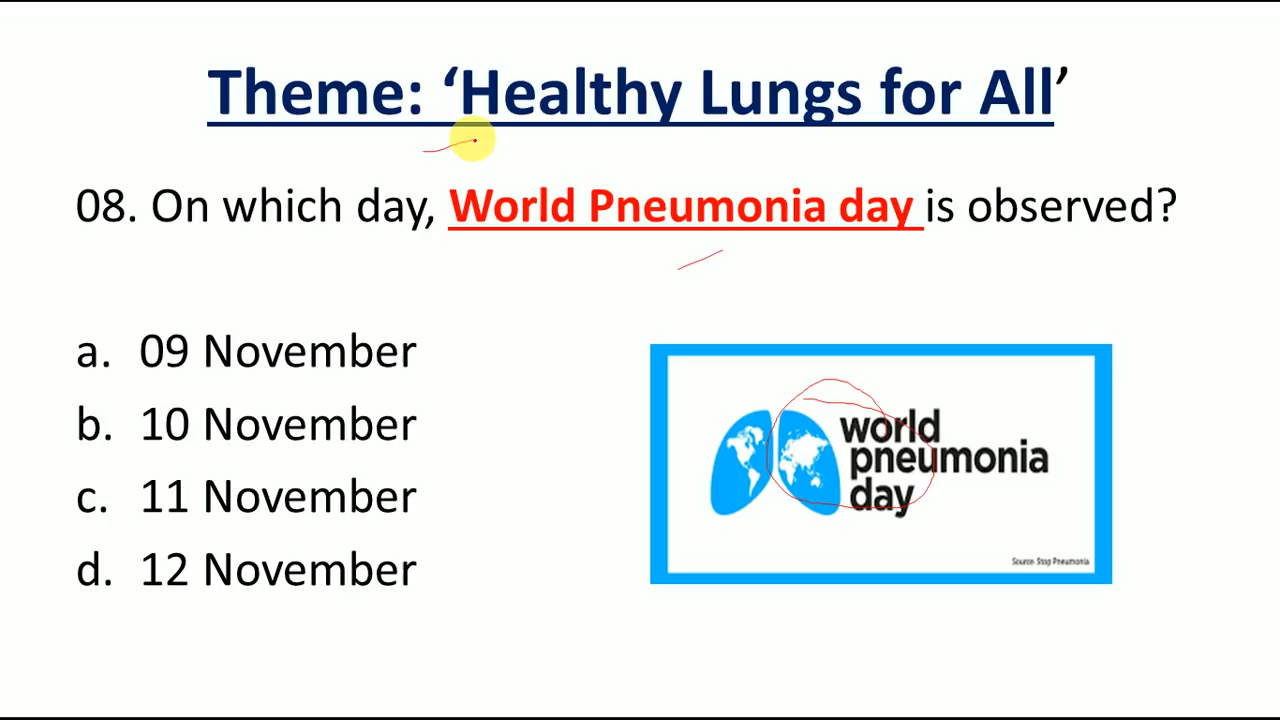 Theme: ‘Healthy Lungs for All’
08. On which day, World Pneumonia day is observed?
a. 09 November
b. 10 November
c. 11 November
d. 12 November
world
pneumonia
day
Source: Stop Pneumonia